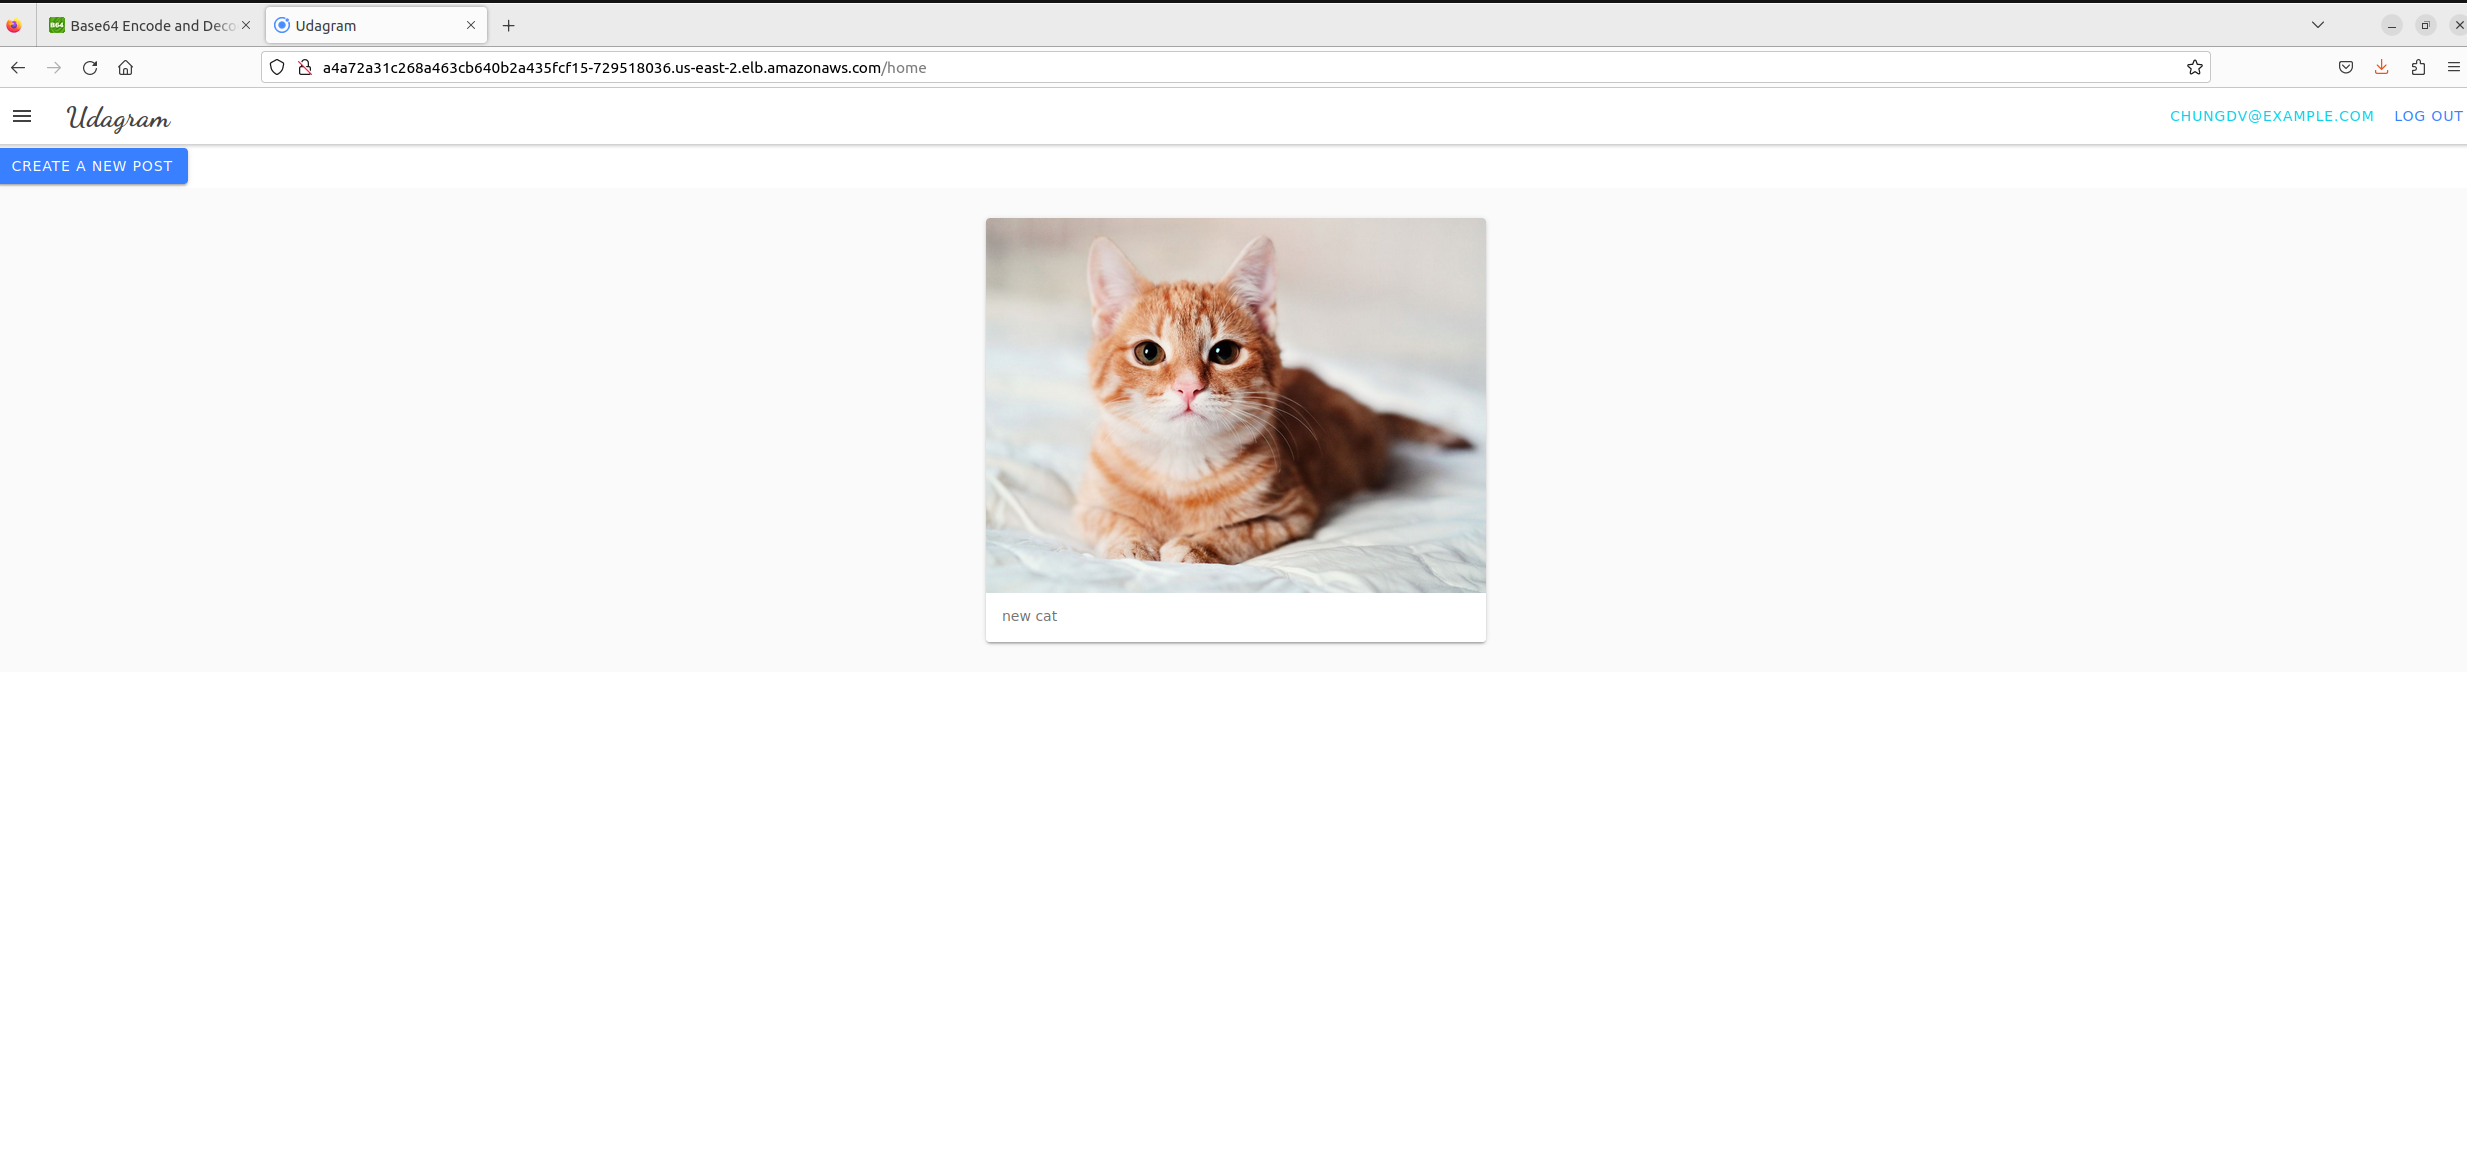 Base64 Encode and Deco
Udagram
a4a72a31c268a463cb640b2a435fcf15-729518036.us-east-2.elb.amazonaws.com/home
Udagram
CHUNGDV@EXAMPLE.COM LOG OUT
CREATE A NEW POST
new cat